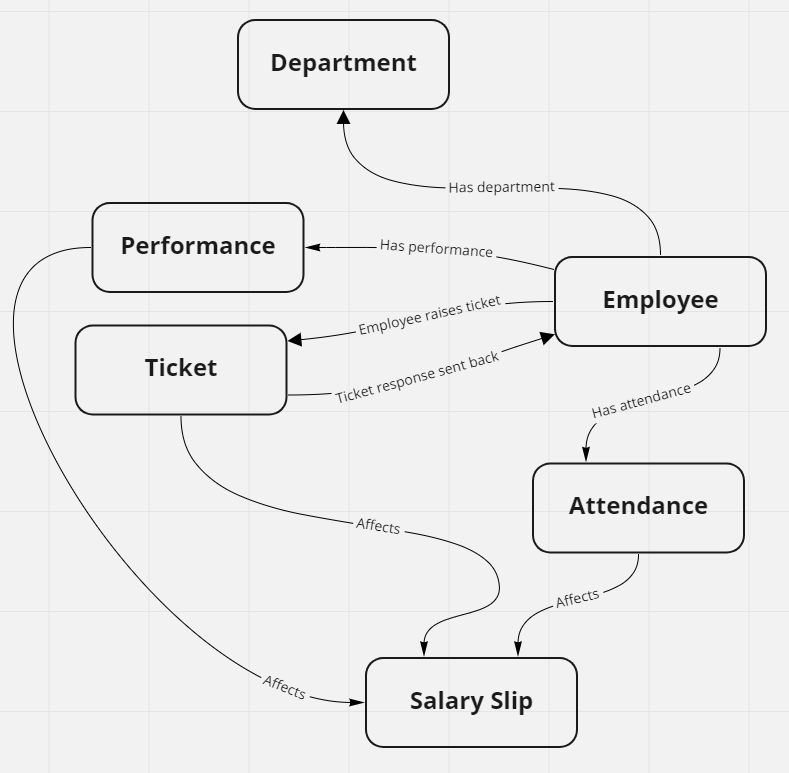 Department
Has department
Performance
Has performance
Employee
Employee raises ticket
Ticket
Ticket response sent back
Has attendance
Attendance
Affects
Affects
Affects
Salary Slip